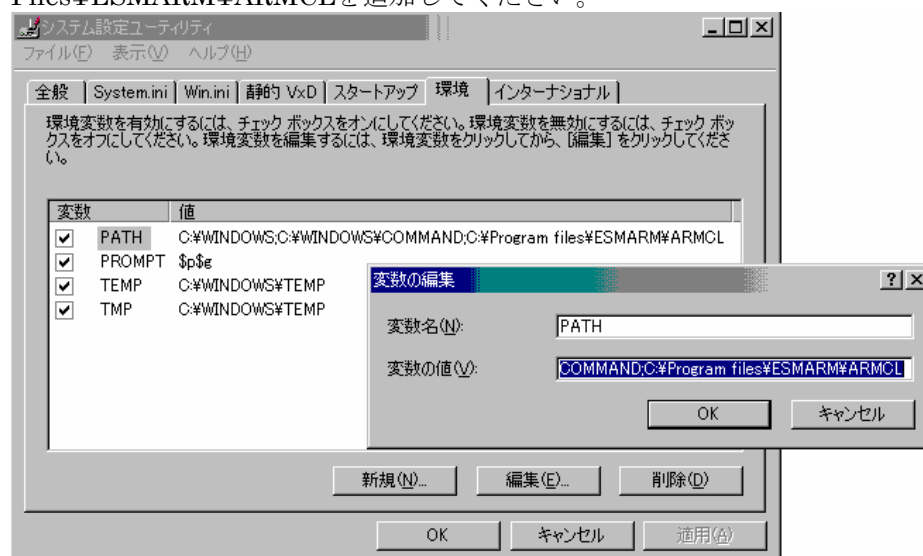 Files¥ESMARM¥ARMCLを追加してください。
システム設定ユーティリティ
ファイル(F) 表示(V) ヘルプ(H)
全般 System.ini Win.ini 静的 VxD スタートアップ 環境 インターナショナル
環境変数を有効にするには、チェック ボックスをオンにしてください。環境変数を無効にするには、チェック ボッ
クスをオフにしてください。環境変数を編集するには、環境変数をクリックしてから、[編集] をクリックしてくださ
い。
変数 値
PATH C:¥WINDOWS;C:¥WINDOWS¥COMMAND;C:¥Program files¥ESMARM¥ARMCL
PROMPT $p$g
TEMP C:¥WINDOWS¥TEMP
TMP C:¥WINDOWS¥TEMP
変数の編集
変数名(N): PATH
変数の値(V): COMMAND;C:¥Program files¥ESMARM¥ARMCL
OK キャンセル
新規(N)... 編集(E)... 削除(D)
OK キャンセル 適用(A)